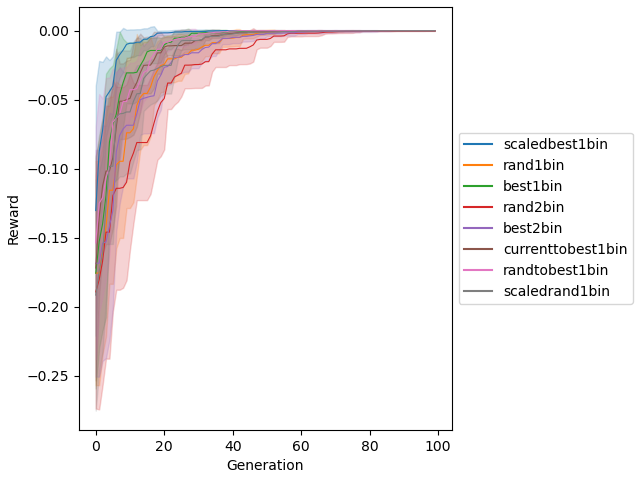 0.00
−0.05
−0.10
−0.15
−0.20
−0.25
Reward
0 20 40 60 80 100
Generation
scaledbest1bin
rand1bin
best1bin
rand2bin
best2bin
currenttobest1bin
randtobest1bin
scaledrand1bin